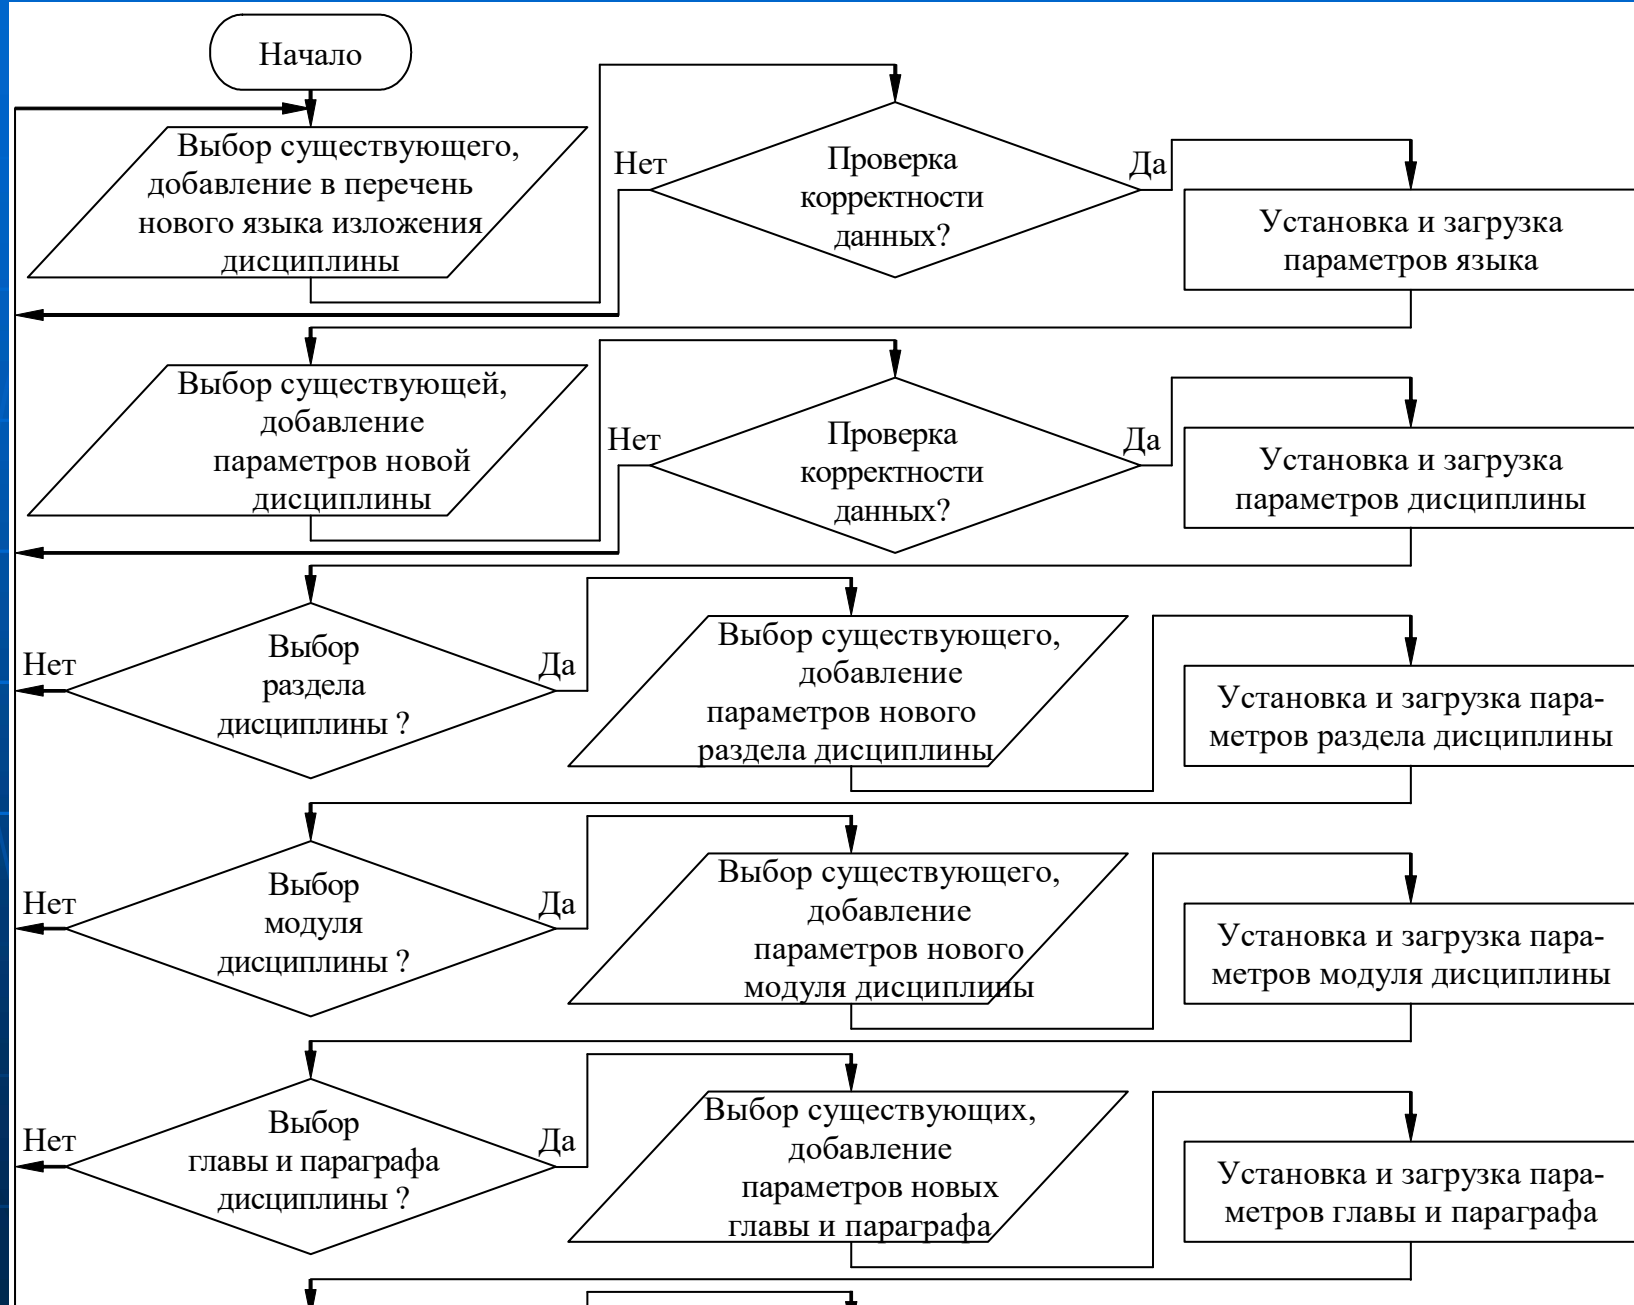 Начало
Выбор существующего,
добавление в перечень
нового языка изложения
дисциплины
Нет
Проверка
корректности
данных?
Да
Установка и загрузка
параметров языка
Выбор существующей,
добавление
параметров новой
дисциплины
Нет
Проверка
корректности
данных?
Да
Установка и загрузка
параметров дисциплины
Нет
Выбор
раздела
дисциплины ?
Да
Выбор существующего,
добавление
параметров нового
раздела дисциплины
Установка и загрузка пара-
метров раздела дисциплины
Нет
Выбор
модуля
дисциплины ?
Да
Выбор существующего,
добавление
параметров нового
модуля дисциплины
Установка и загрузка пара-
метров модуля дисциплины
Нет
Выбор
главы и параграфа
дисциплины ?
Да
Выбор существующих,
добавление
параметров новых
главы и параграфа
Установка и загрузка пара-
метров главы и параграфа